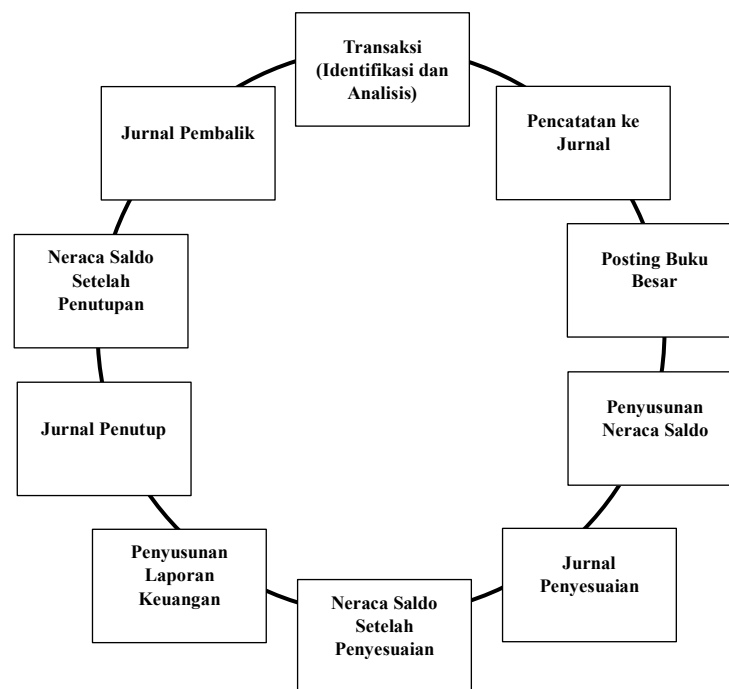 Transaksi
(Identifikasi dan
Analisis)
Pencatatan ke
Jurnal
Posting Buku
Besar
Penyusunan
Neraca Saldo
Jurnal
Penyesuaian
Neraca Saldo
Setelah
Penyesuaian
Penyusunan
Laporan
Keuangan
Jurnal Penutup
Neraca Saldo
Setelah
Penutupan
Jurnal Pembalik